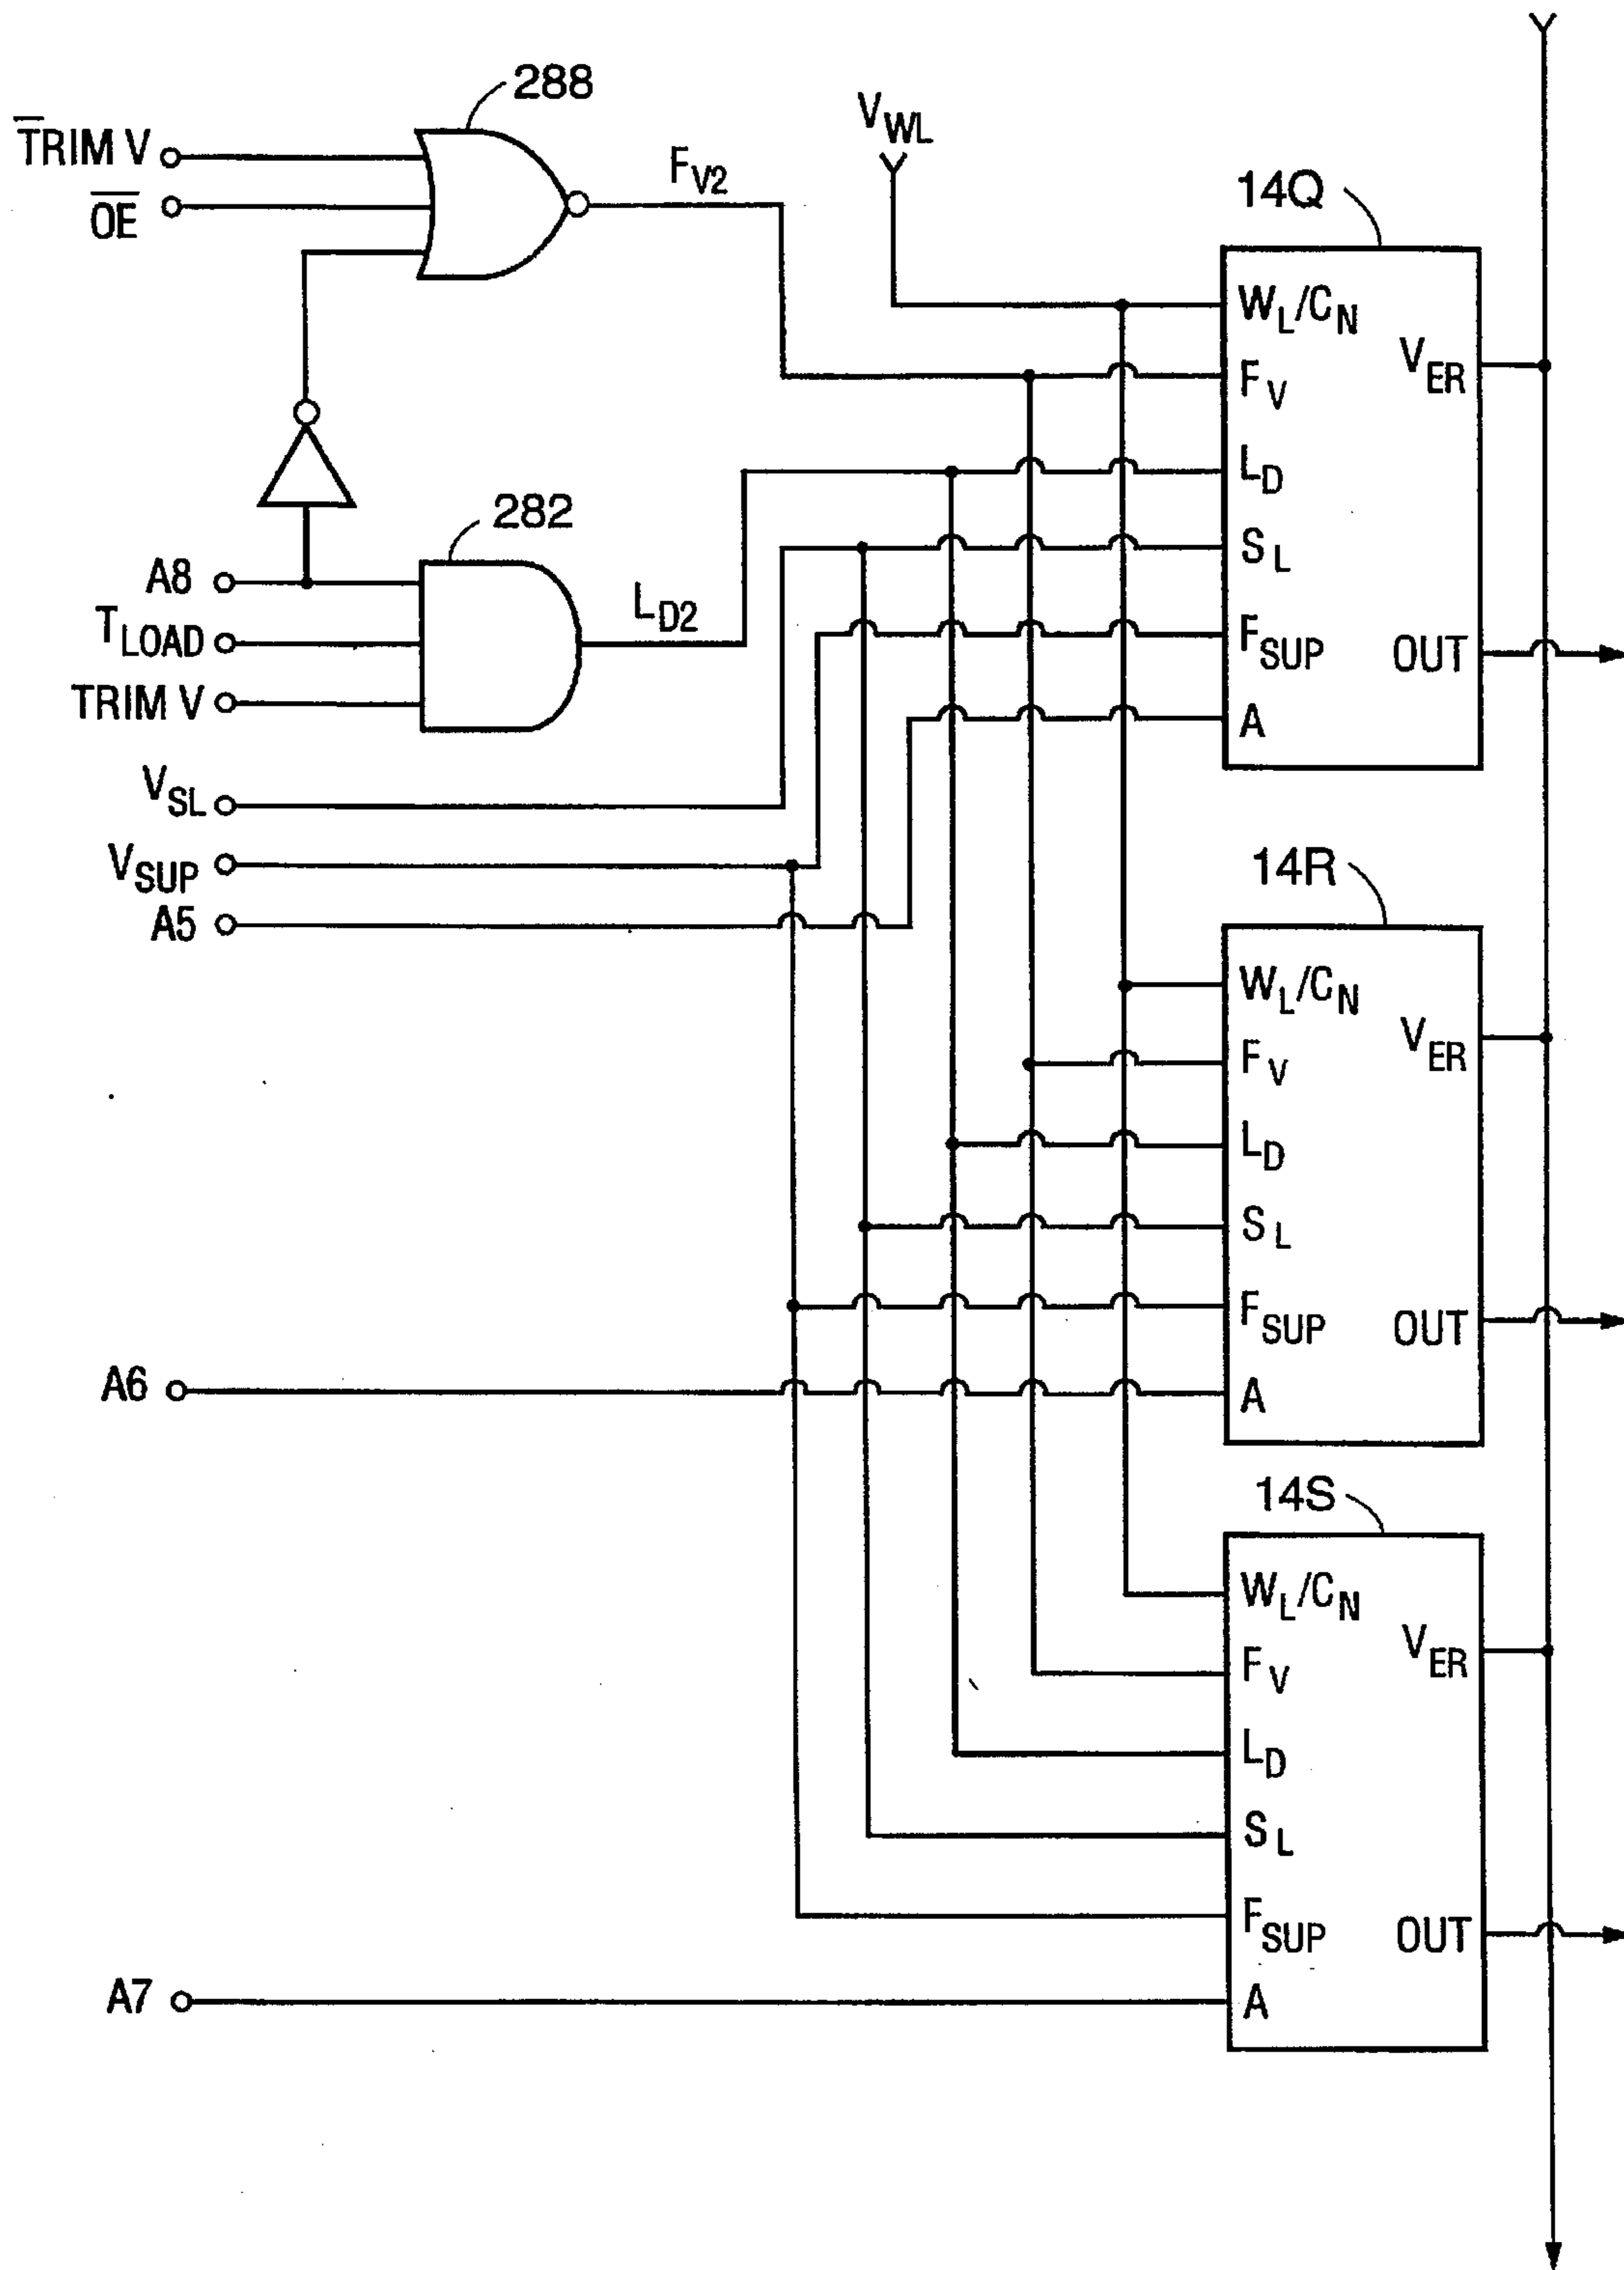 288
T̅RIM V
O̅E̅
F_V2
V_WL
14Q
W_L/C_N
F_V
V_ER
L_D
S_L
F_SUP
OUT
A
282
A8
T_LOAD
TRIM V
L_D2
V_SL
V_SUP
A5
14R
W_L/C_N
F_V
V_ER
L_D
S_L
F_SUP
OUT
A6
A
14S
W_L/C_N
F_V
V_ER
L_D
S_L
F_SUP
OUT
A7
A